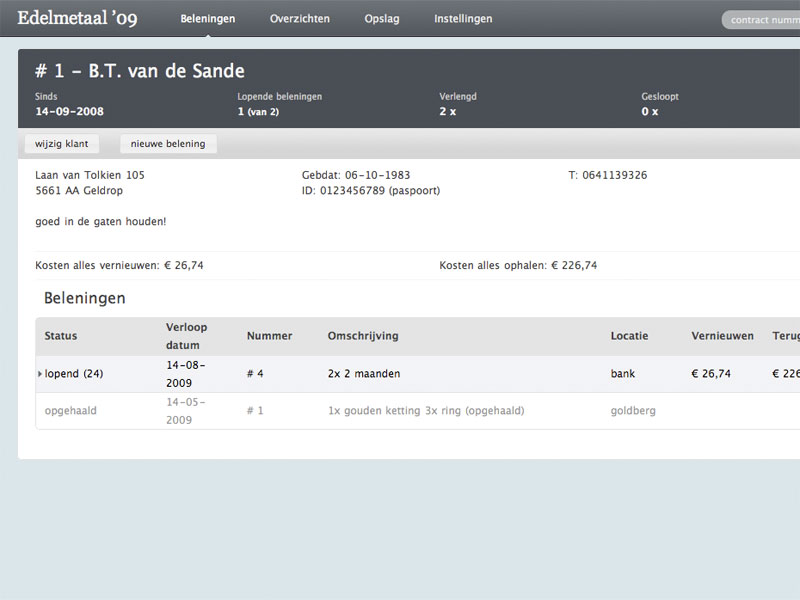 Edelmetaal ’09 Beleningen Overzichten Opslag Instellingen contract numm
# 1 - B.T. van de Sande
Sinds Lopende beleningen Verlengd Gesloopt
14-09-2008 1 (van 2) 2 x 0 x
wijzig klant nieuwe belening
Laan van Tolkien 105 Gebdat: 06-10-1983 T: 0641139326
5661 AA Geldrop ID: 0123456789 (paspoort)
goed in de gaten houden!
Kosten alles vernieuwen: € 26,74 Kosten alles ophalen: € 226,74
Beleningen
Status Verloop datum Nummer Omschrijving Locatie Vernieuwen Terug
lopend (24) 14-08-2009 # 4 2x 2 maanden bank € 26,74 € 226
opgehaald 14-05-2009 # 1 1x gouden ketting 3x ring (opgehaald) goldberg